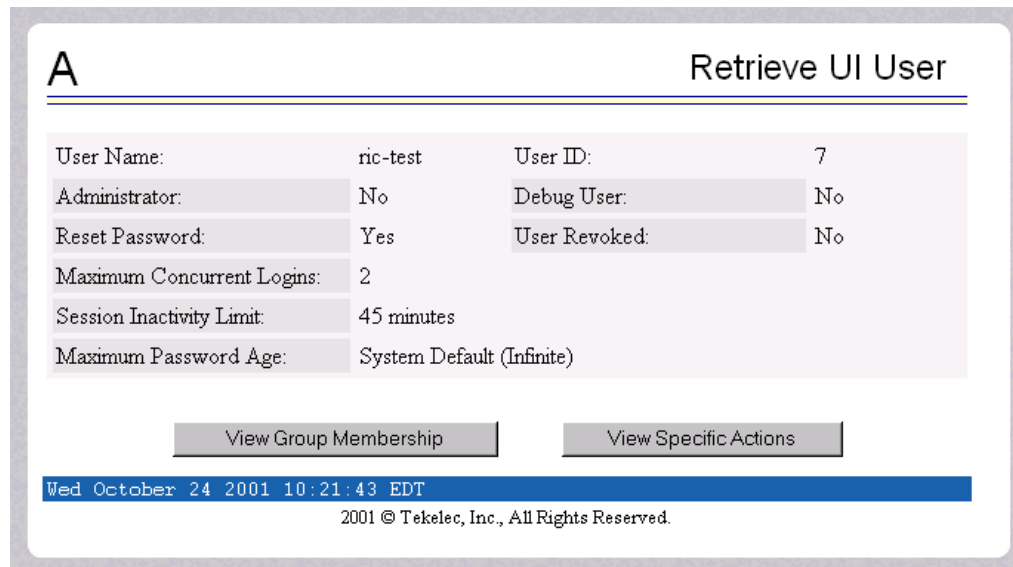 A Retrieve UI User
User Name: ric-test User ID: 7
Administrator: No Debug User: No
Reset Password: Yes User Revoked: No
Maximum Concurrent Logins: 2
Session Inactivity Limit: 45 minutes
Maximum Password Age: System Default (Infinite)
View Group Membership View Specific Actions
Wed October 24 2001 10:21:43 EDT
2001 © Tekelec, Inc., All Rights Reserved.